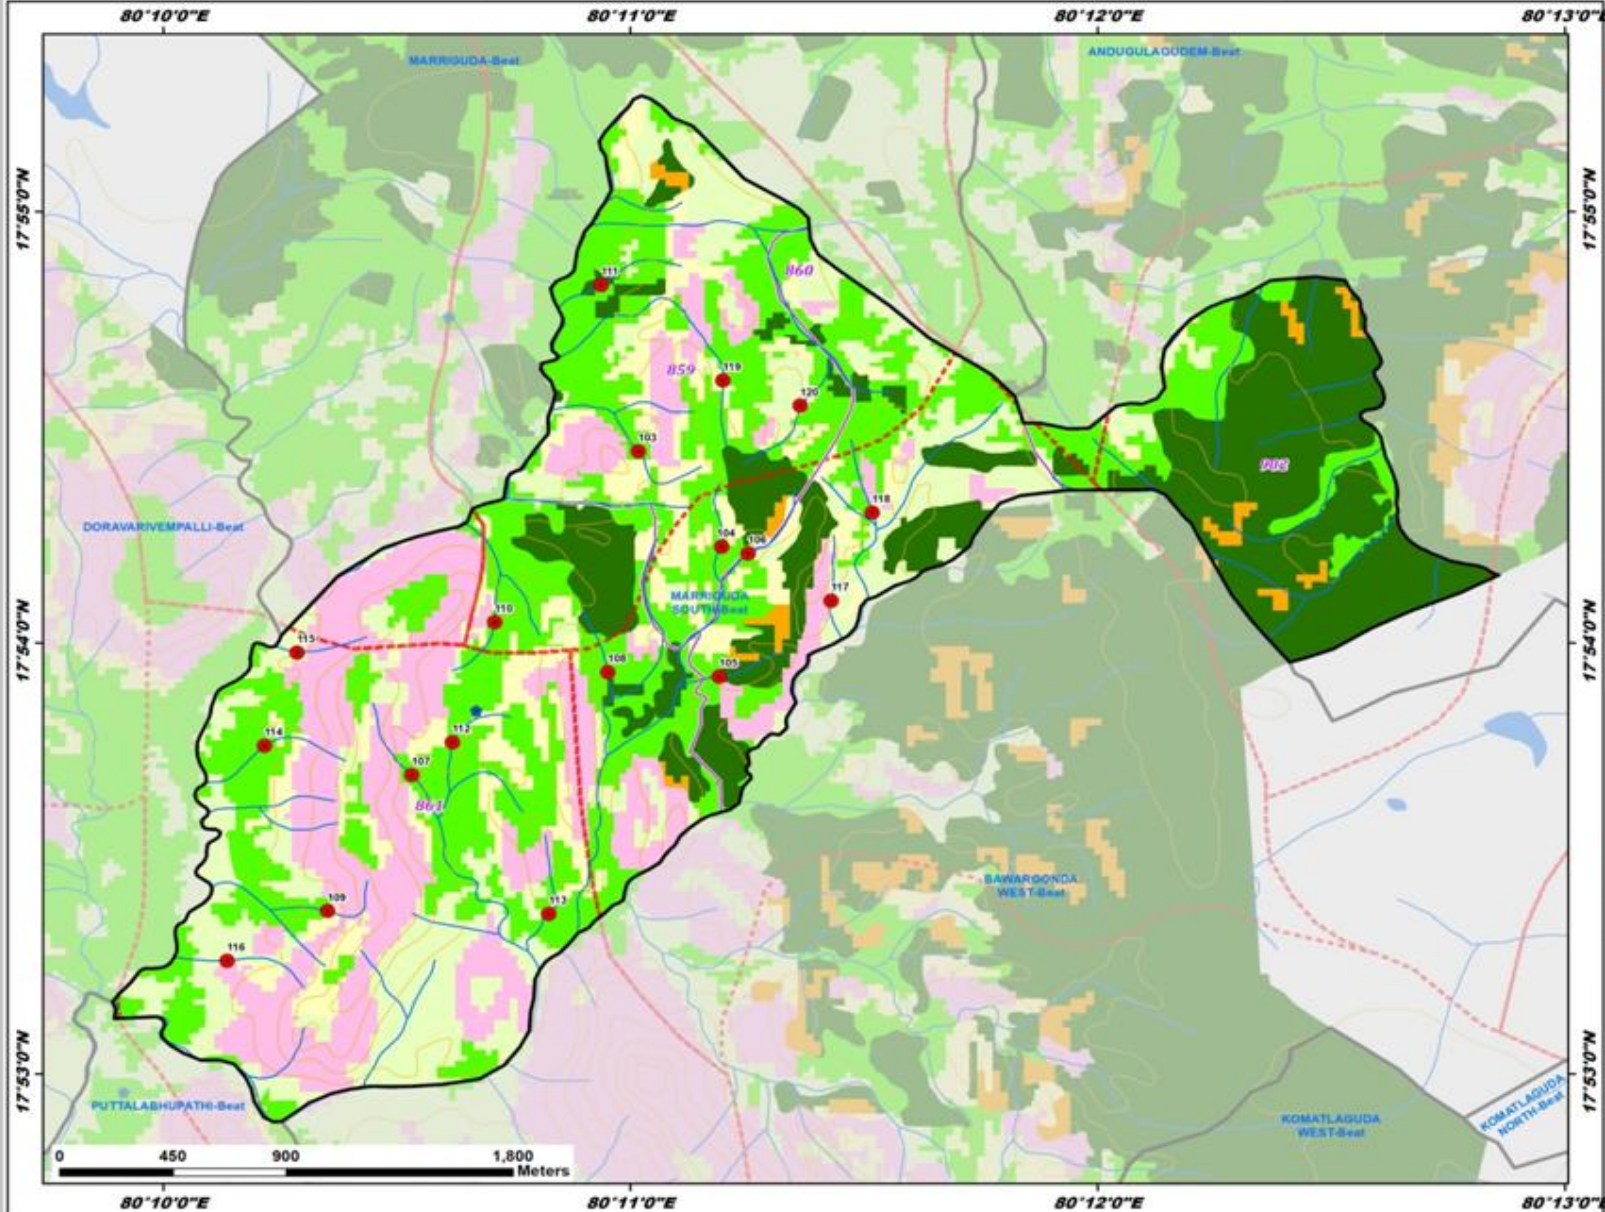 80°10'0"E 80°11'0"E 80°12'0"E 80°13'0"E
MARRIGUDA-Beat
ANDUGULAGUDEM-Beat
17°55'0"N
17°55'0"N
860
111
859
119
120
103
902
118
DORAVARIVEMPALLI-Beat
104
106
MARRIGUDA
SOUTH-Beat
117
110
115
108
105
17°54'0"N
17°54'0"N
114
112
107
861
BAWARGONDA
WEST-Beat
109
113
116
17°53'0"N
17°53'0"N
PUTTALABHUPATHI-Beat
KOMATLAGUDA
WEST-Beat
KOMATLAGUDA
NORTH-Beat
0 450 900 1,800
Meters
80°10'0"E 80°11'0"E 80°12'0"E 80°13'0"E